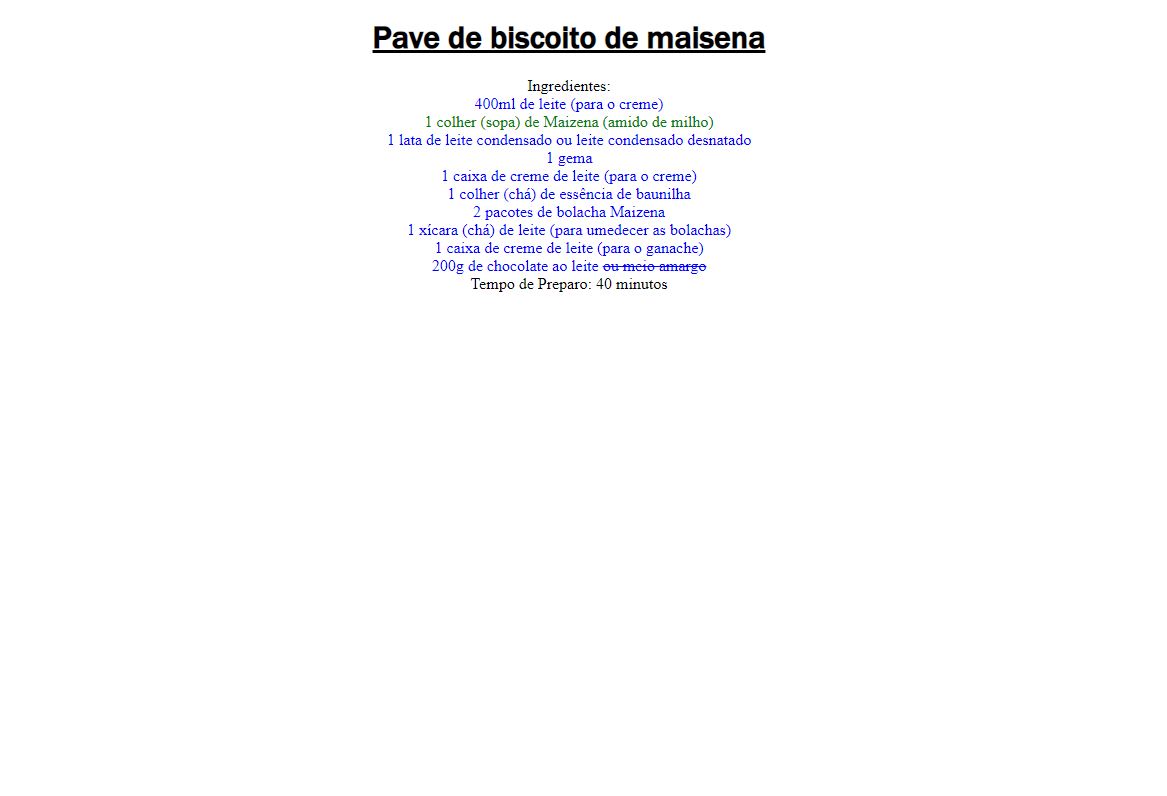 Pave de biscoito de maisena
Ingredientes:
400ml de leite (para o creme)
1 colher (sopa) de Maizena (amido de milho)
1 lata de leite condensado ou leite condensado desnatado
1 gema
1 caixa de creme de leite (para o creme)
1 colher (chá) de essência de baunilha
2 pacotes de bolacha Maizena
1 xícara (chá) de leite (para umedecer as bolachas)
1 caixa de creme de leite (para o ganache)
200g de chocolate ao leite ou meio amargo
Tempo de Preparo: 40 minutos